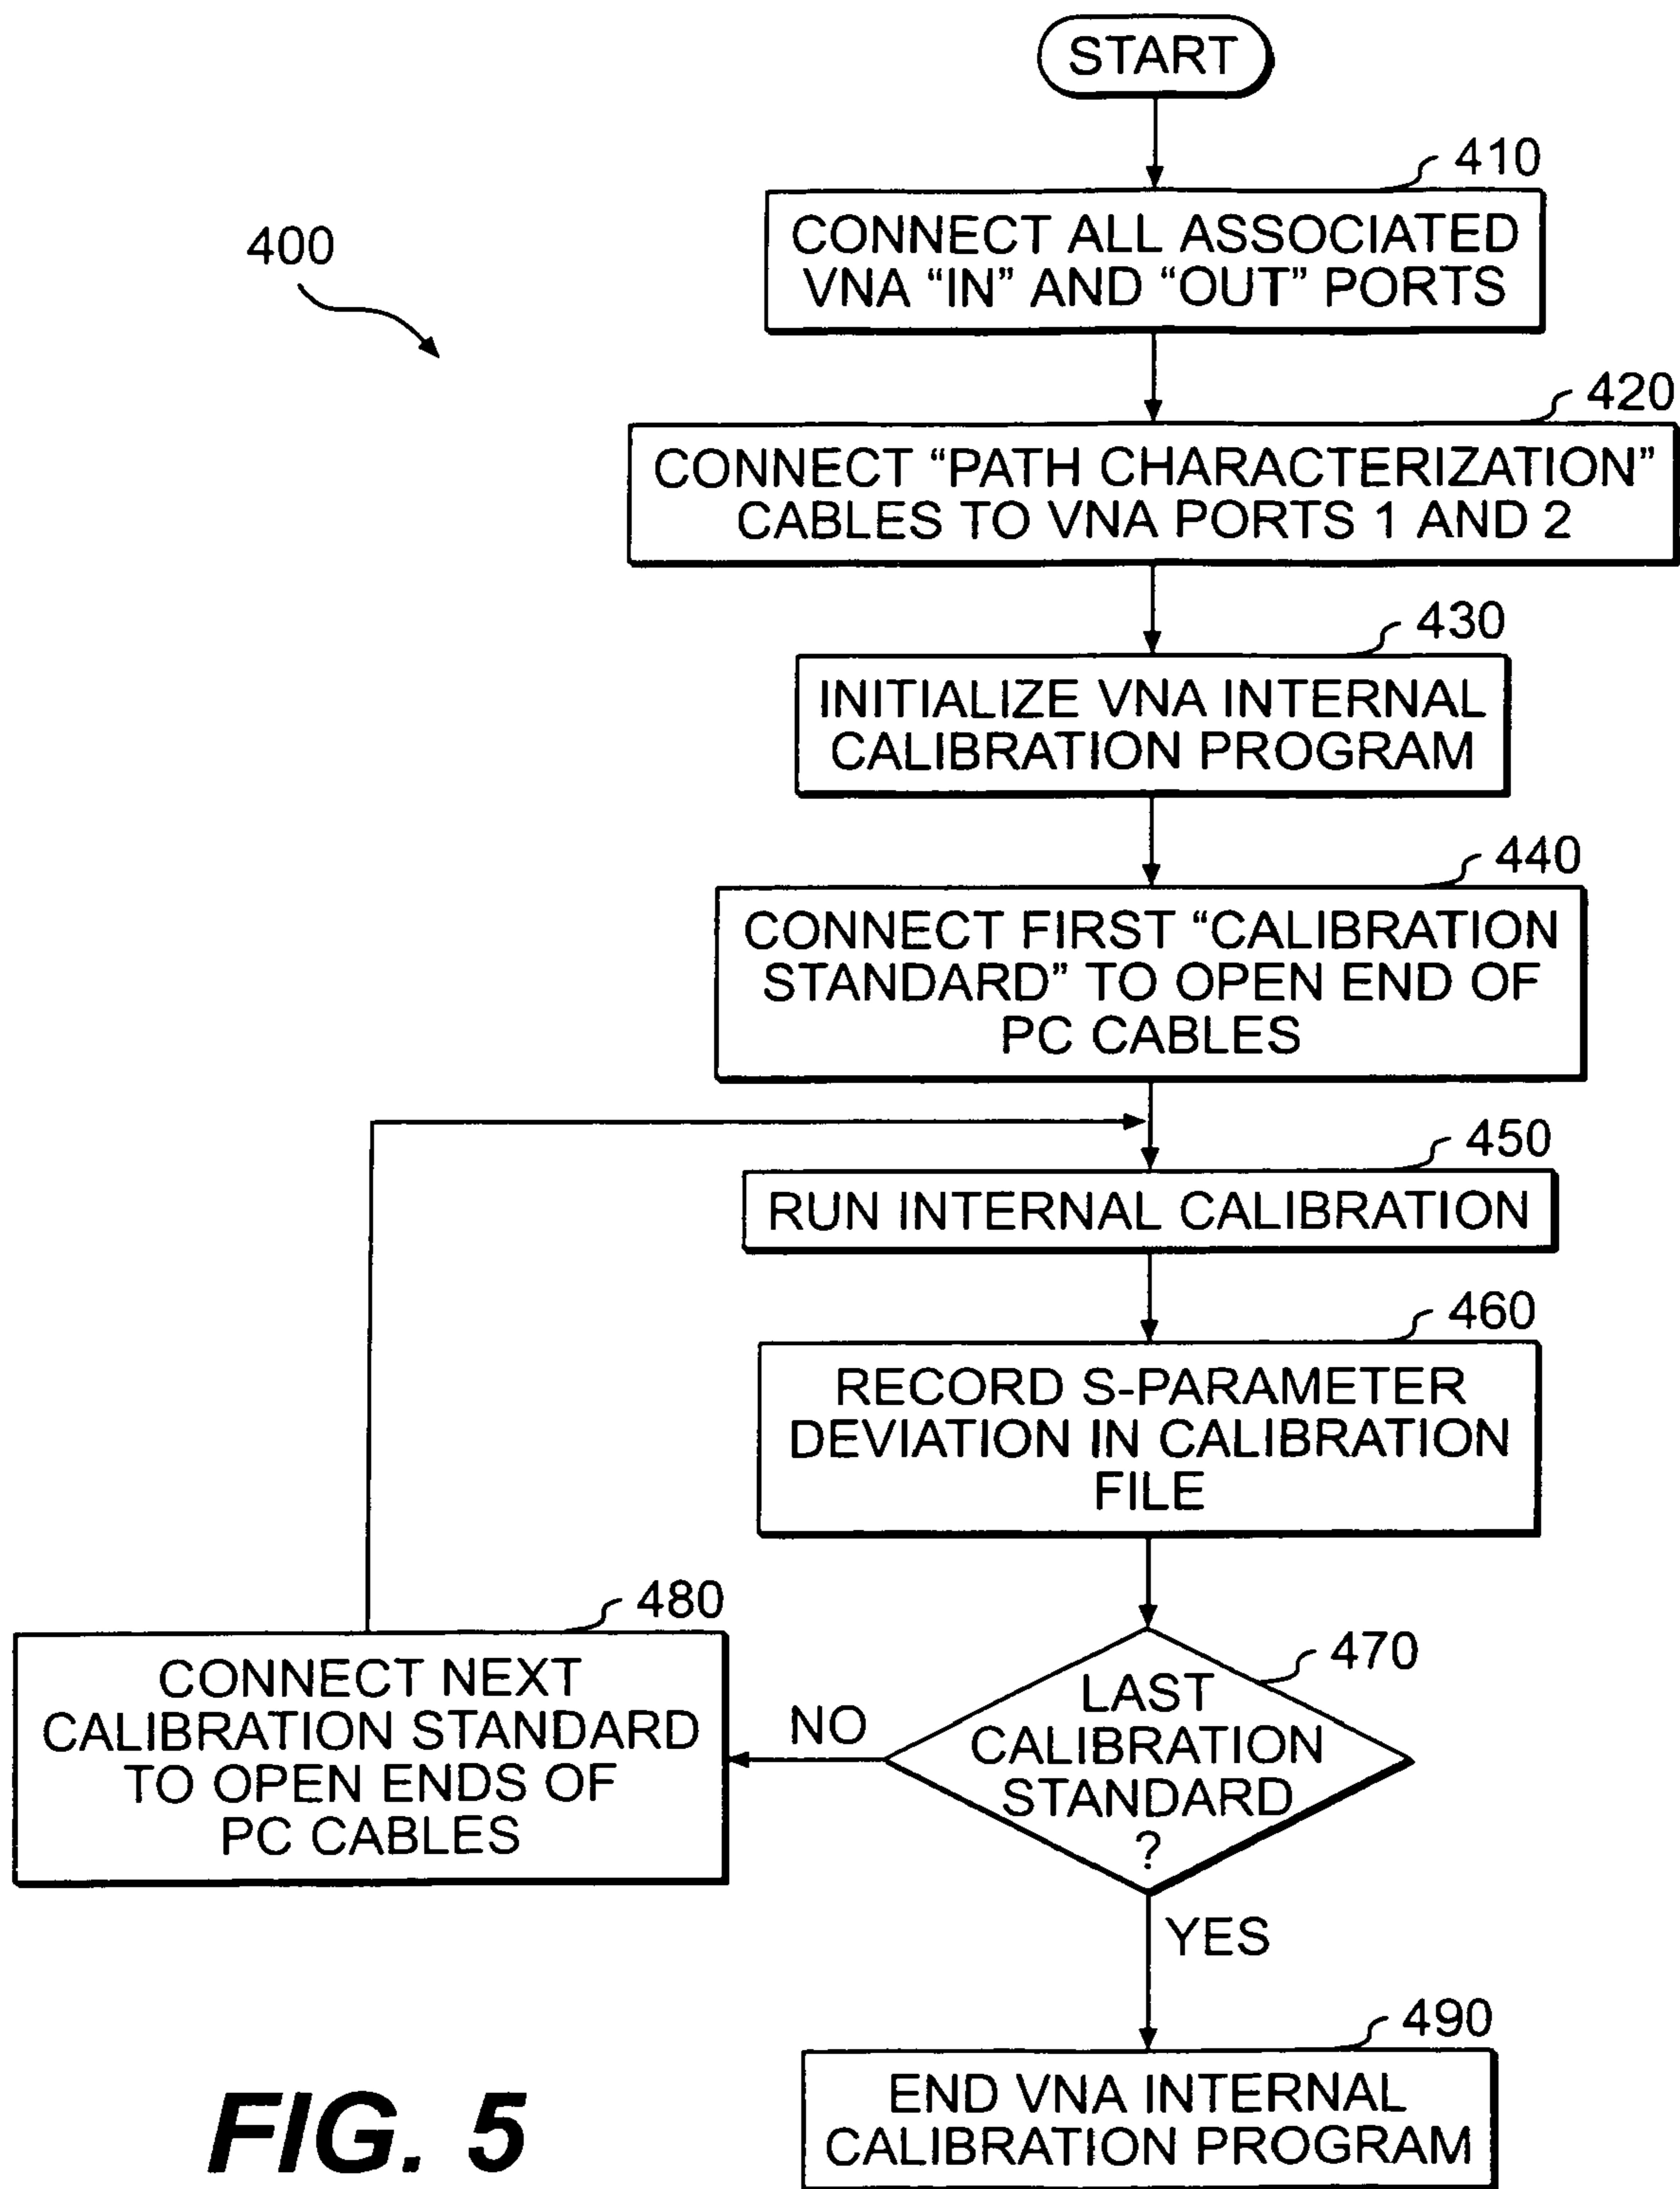 START
410
CONNECT ALL ASSOCIATED
VNA “IN” AND “OUT” PORTS
400
420
CONNECT “PATH CHARACTERIZATION”
CABLES TO VNA PORTS 1 AND 2
430
INITIALIZE VNA INTERNAL
CALIBRATION PROGRAM
440
CONNECT FIRST “CALIBRATION
STANDARD” TO OPEN END OF
PC CABLES
450
RUN INTERNAL CALIBRATION
460
RECORD S-PARAMETER
DEVIATION IN CALIBRATION
FILE
470
LAST
CALIBRATION
STANDARD
?
NO
480
CONNECT NEXT
CALIBRATION STANDARD
TO OPEN ENDS OF
PC CABLES
YES
490
END VNA INTERNAL
CALIBRATION PROGRAM
FIG. 5